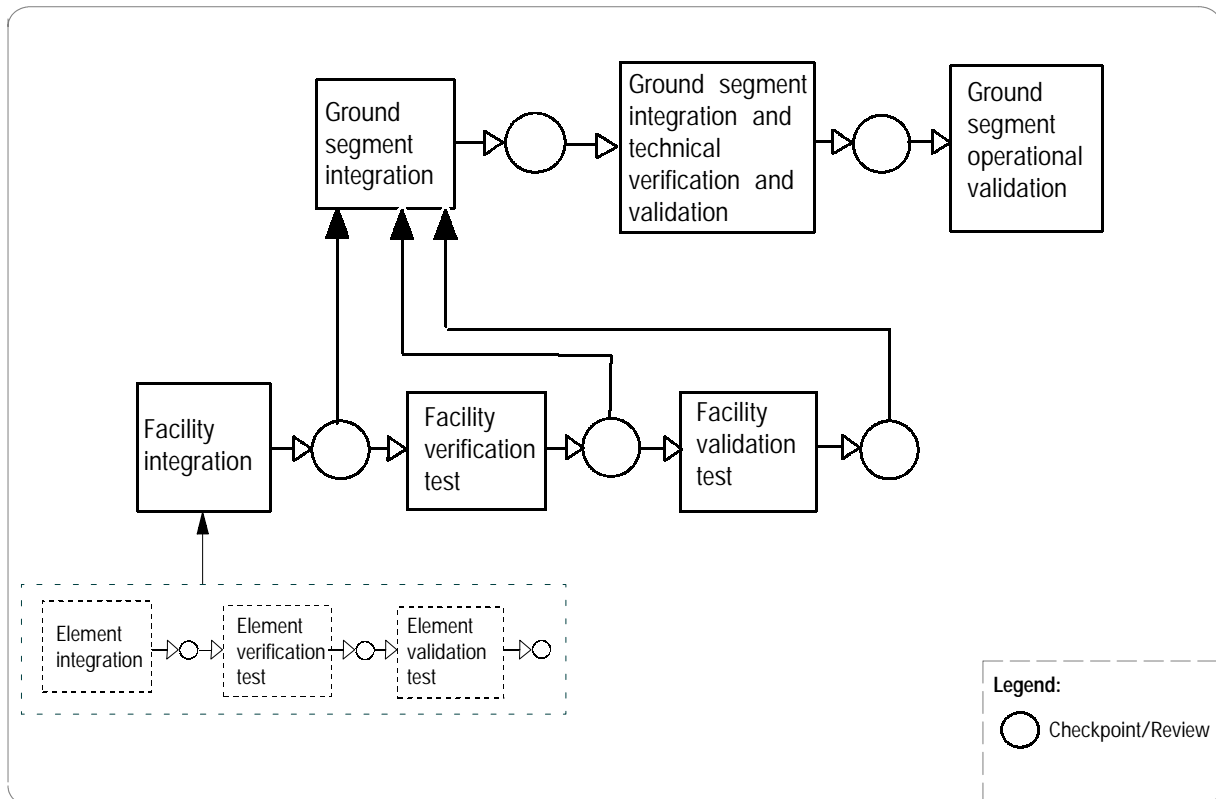 Ground
segment
integration
Ground segment
integration and
technical
verification and
validation
Ground
segment
operational
validation
Facility
integration
Facility
verification
test
Facility
validation
test
Element
integration
Element
verification
test
Element
validation
test
Legend:
Checkpoint/Review